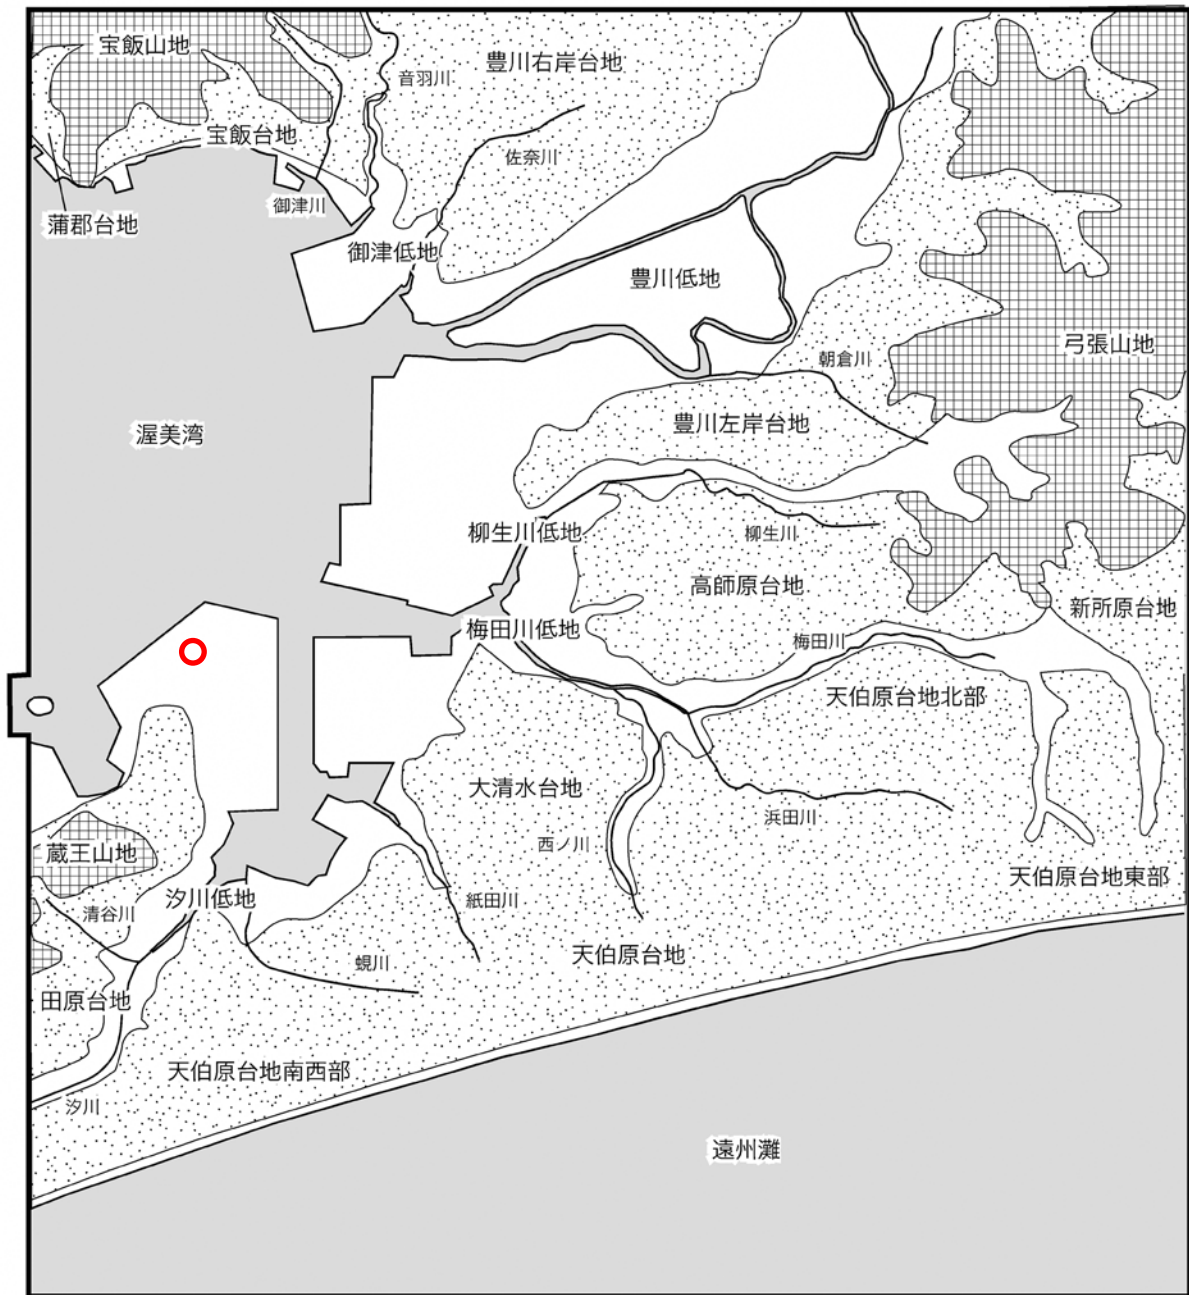 宝飯山地
豊川右岸台地
音羽川
宝飯台地
佐奈川
御津川
蒲郡台地
御津低地
豊川低地
弓張山地
朝倉川
渥美湾
豊川左岸台地
柳生川低地
柳生川
高師原台地
新所原台地
梅田川低地
梅田川
天伯原台地北部
大清水台地
浜田川
西ノ川
蔵王山地
天伯原台地東部
汐川低地
紙田川
清谷川
天伯原台地
蜆川
田原台地
天伯原台地南西部
汐川
遠州灘